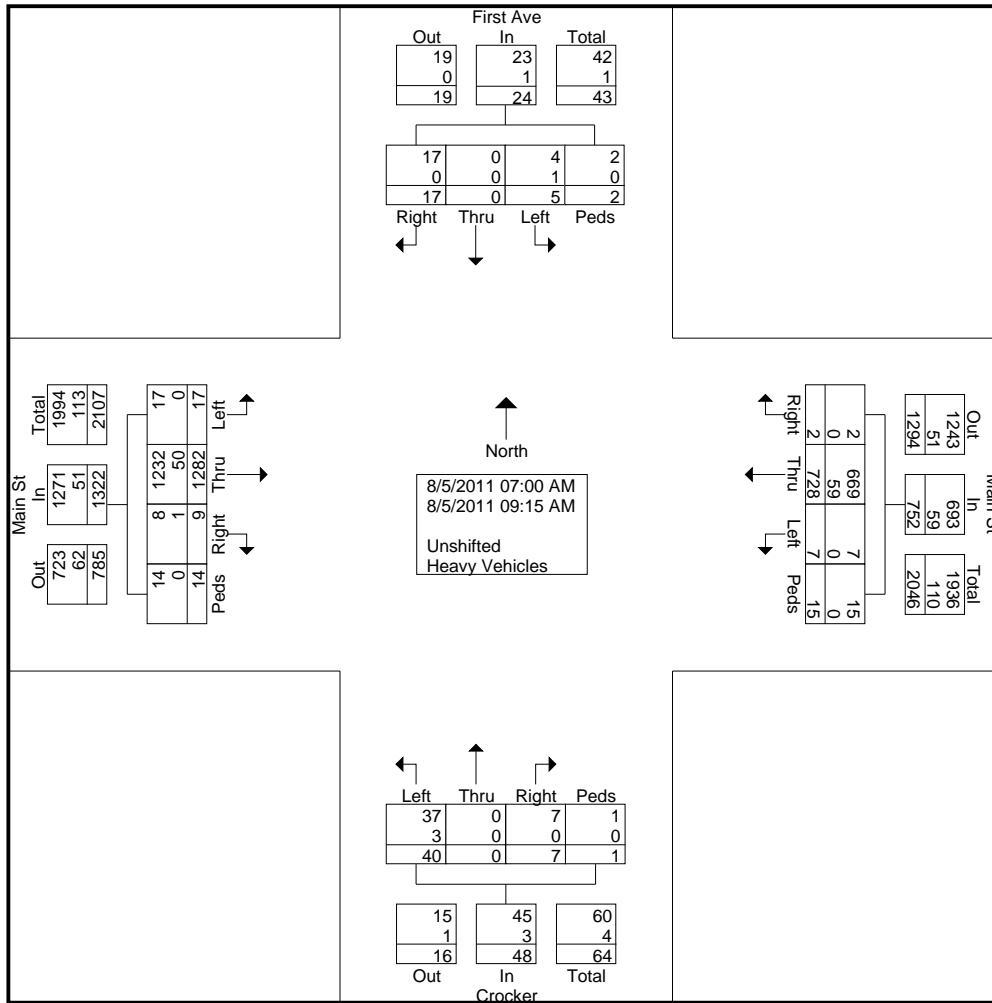 First Ave
Out In Total
19 23 42
0 1 1
19 24 43
17 0 4 2
0 0 1 0
17 0 5 2
Right Thru Left Peds
Main St
Total In Out
1994 1271 723
113 51 62
2107 1322 785
17 1232 8 14
0 50 1 0
17 1282 9 14
Left Thru Right Peds
North
8/5/2011 07:00 AM
8/5/2011 09:15 AM
Unshifted
Heavy Vehicles
Right Thru Left Peds
2 669 7 15
0 59 0 0
2 728 7 15
Out In Total
1243 693 1936
51 59 110
1294 752 2046
Main St
Left Thru Right Peds
37 0 7 1
3 0 0 0
40 0 7 1
15 45 60
1 3 4
16 48 64
Out In Total
Crocker